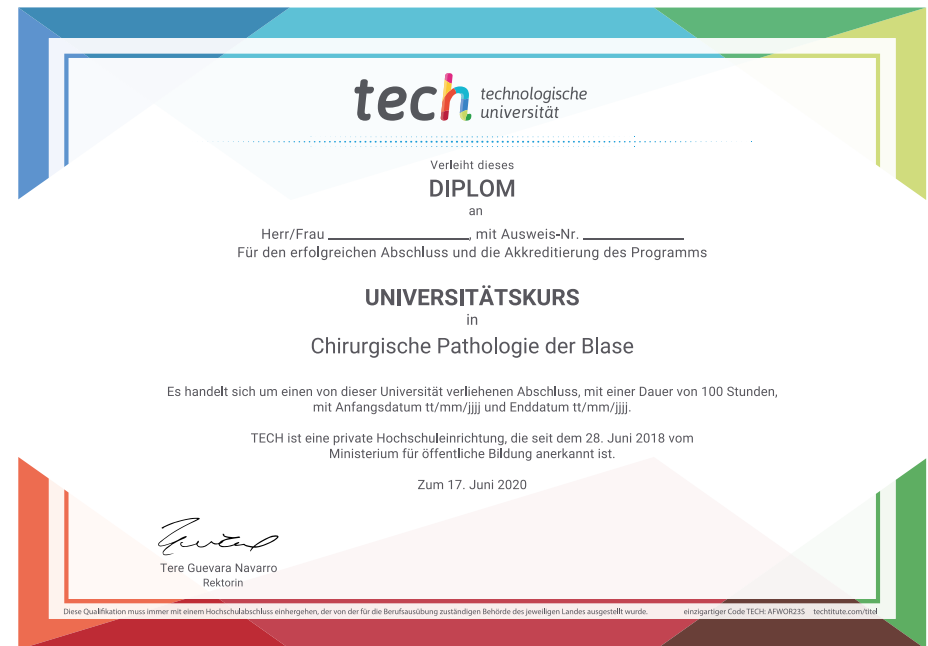 tech technologische
universität
Verleiht dieses
DIPLOM
an
Herr/Frau ________________, mit Ausweis-Nr. ____________
Für den erfolgreichen Abschluss und die Akkreditierung des Programms
UNIVERSITÄTSKURS
in
Chirurgische Pathologie der Blase
Es handelt sich um einen von dieser Universität verliehenen Abschluss, mit einer Dauer von 100 Stunden,
mit Anfangsdatum tt/mm/jjjj und Enddatum tt/mm/jjjj.
TECH ist eine private Hochschuleinrichtung, die seit dem 28. Juni 2018 vom
Ministerium für öffentliche Bildung anerkannt ist.
Zum 17. Juni 2020
Tere Guevara Navarro
Rektorin
Diese Qualifikation muss immer mit einem Hochschulabschluss einhergehen, der von der für die Berufsausübung zuständigen Behörde des jeweiligen Landes ausgestellt wurde. einzigartiger Code TECH: AFWOR23S techtitute.com/titel